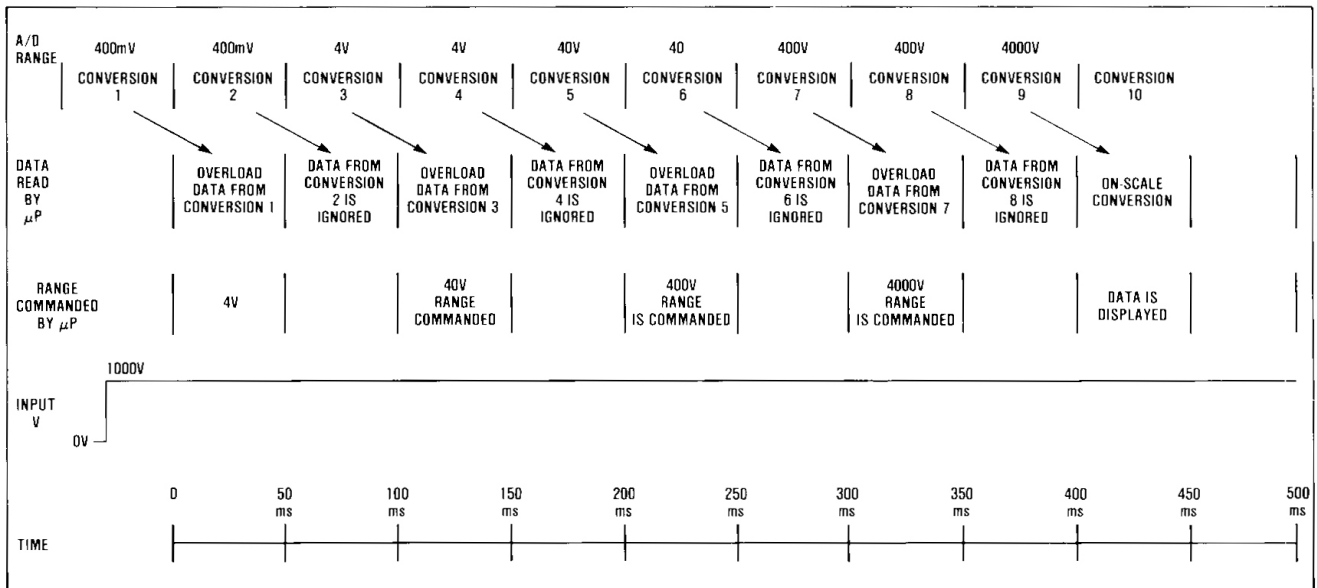 A/D
RANGE
400mV 400mV 4V 4V 40V 40 400V 400V 4000V
CONVERSION
1
CONVERSION
2
CONVERSION
3
CONVERSION
4
CONVERSION
5
CONVERSION
6
CONVERSION
7
CONVERSION
8
CONVERSION
9
CONVERSION
10
DATA
READ
BY
μP
OVERLOAD
DATA FROM
CONVERSION 1
DATA FROM
CONVERSION
2 IS
IGNORED
OVERLOAD
DATA FROM
CONVERSION 3
DATA FROM
CONVERSION
4 IS
IGNORED
OVERLOAD
DATA FROM
CONVERSION 5
DATA FROM
CONVERSION
6 IS
IGNORED
OVERLOAD
DATA FROM
CONVERSION 7
DATA FROM
CONVERSION
8 IS
IGNORED
ON-SCALE
CONVERSION
RANGE
COMMANDED
BY μP
4V
40V
RANGE
COMMANDED
400V
RANGE
IS COMMANDED
4000V
RANGE
IS COMMANDED
DATA IS
DISPLAYED
INPUT
V
1000V
0V
0
50
ms
100
ms
150
ms
200
ms
250
ms
300
ms
350
ms
400
ms
450
ms
500
ms
TIME